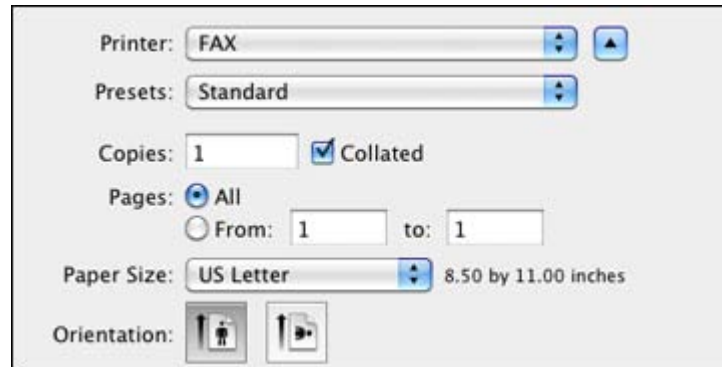 Printer: FAX
Presets: Standard
Copies: 1 Collated
Pages: All
From: 1 to: 1
Paper Size: US Letter 8.50 by 11.00 inches
Orientation: